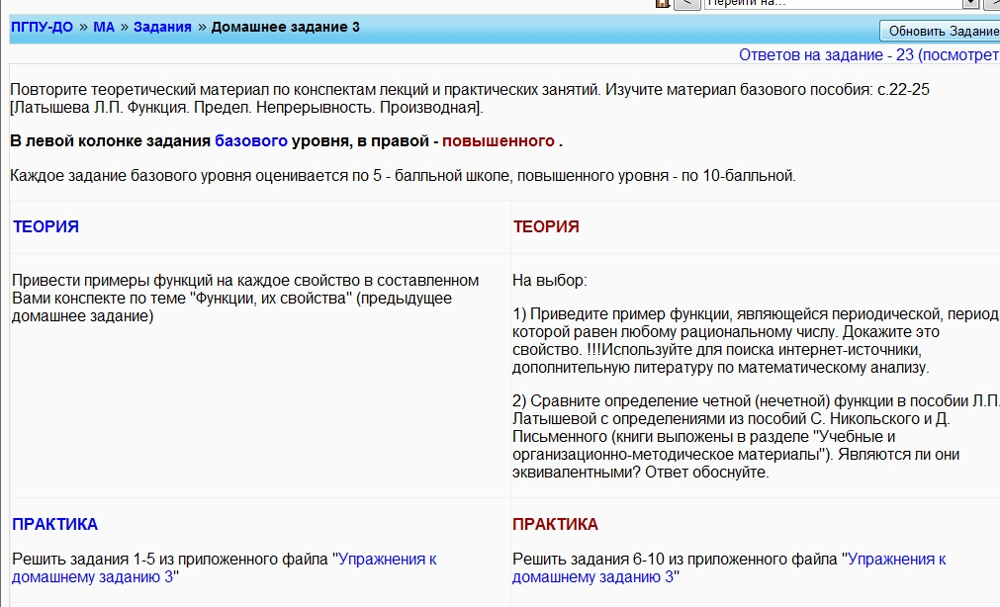 Перейти на...
ПГПУ-ДО » МА » Задания » Домашнее задание 3
Обновить Задание
Ответов на задание - 23 (посмотрет
Повторите теоретический материал по конспектам лекций и практических занятий. Изучите материал базового пособия: с.22-25
[Латышева Л.П. Функция. Предел. Непрерывность. Производная].
В левой колонке задания базового уровня, в правой - повышенного .
Каждое задание базового уровня оценивается по 5 - балльной школе, повышенного уровня - по 10-балльной.
ТЕОРИЯ
Привести примеры функций на каждое свойство в составленном
Вами конспекте по теме "Функции, их свойства" (предыдущее
домашнее задание)
ТЕОРИЯ
На выбор:
1) Приведите пример функции, являющейся периодической, период
которой равен любому рациональному числу. Докажите это
свойство. !!!Используйте для поиска интернет-источники,
дополнительную литературу по математическому анализу.
2) Сравните определение четной (нечетной) функции в пособии Л.П.
Латышевой с определениями из пособий С. Никольского и Д.
Письменного (книги выложены в разделе "Учебные и
организационно-методическое материалы"). Являются ли они
эквивалентными? Ответ обоснуйте.
ПРАКТИКА
Решить задания 1-5 из приложенного файла "Упражнения к
домашнему заданию 3"
ПРАКТИКА
Решить задания 6-10 из приложенного файла "Упражнения к
домашнему заданию 3"